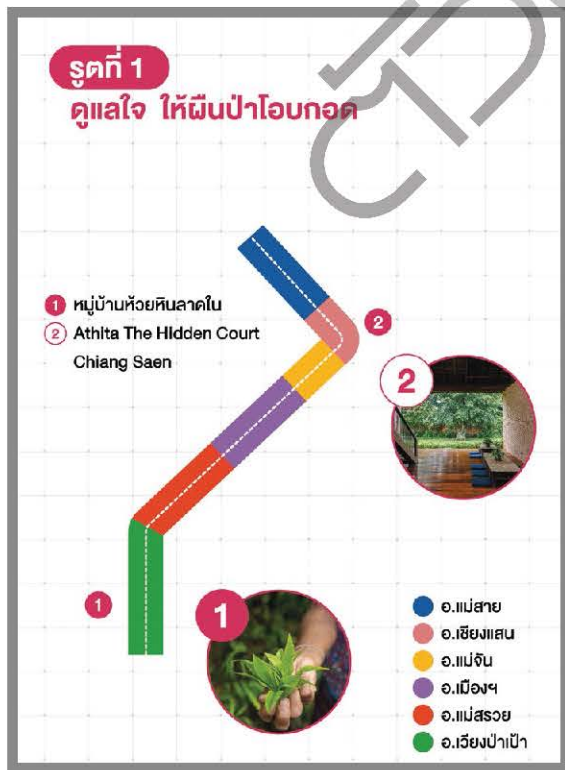 รูตที่ 1
ดูแลใจ ให้ผืนป่าโอบกอด
1 หมู่บ้านห้วยหินลาดใน
2 Athita The Hidden Court
Chiang Saen
2
2
1
1
อ.แม่สาย
อ.เชียงแสน
อ.แม่จัน
อ.เมืองฯ
อ.แม่สรวย
อ.เวียงป่าเป้า